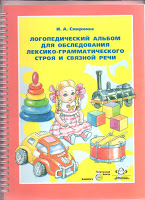 И. А. Смирнова
ЛОГОПЕДИЧЕСКИЙ АЛЬБОМ
ДЛЯ ОБСЛЕДОВАНИЯ
ЛЕКСИКО-ГРАММАТИЧЕСКОГО
СТРОЯ И СВЯЗНОЙ РЕЧИ